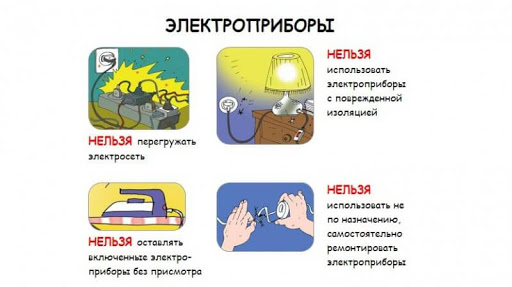 ЭЛЕКТРОПРИБОРЫ
НЕЛЬЗЯ перегружать
электросеть
НЕЛЬЗЯ
использовать
электроприборы
с поврежденной
изоляцией
НЕЛЬЗЯ оставлять
включенные электро-
приборы без присмотра
НЕЛЬЗЯ
использовать не
по назначению,
самостоятельно
ремонтировать
электроприборы